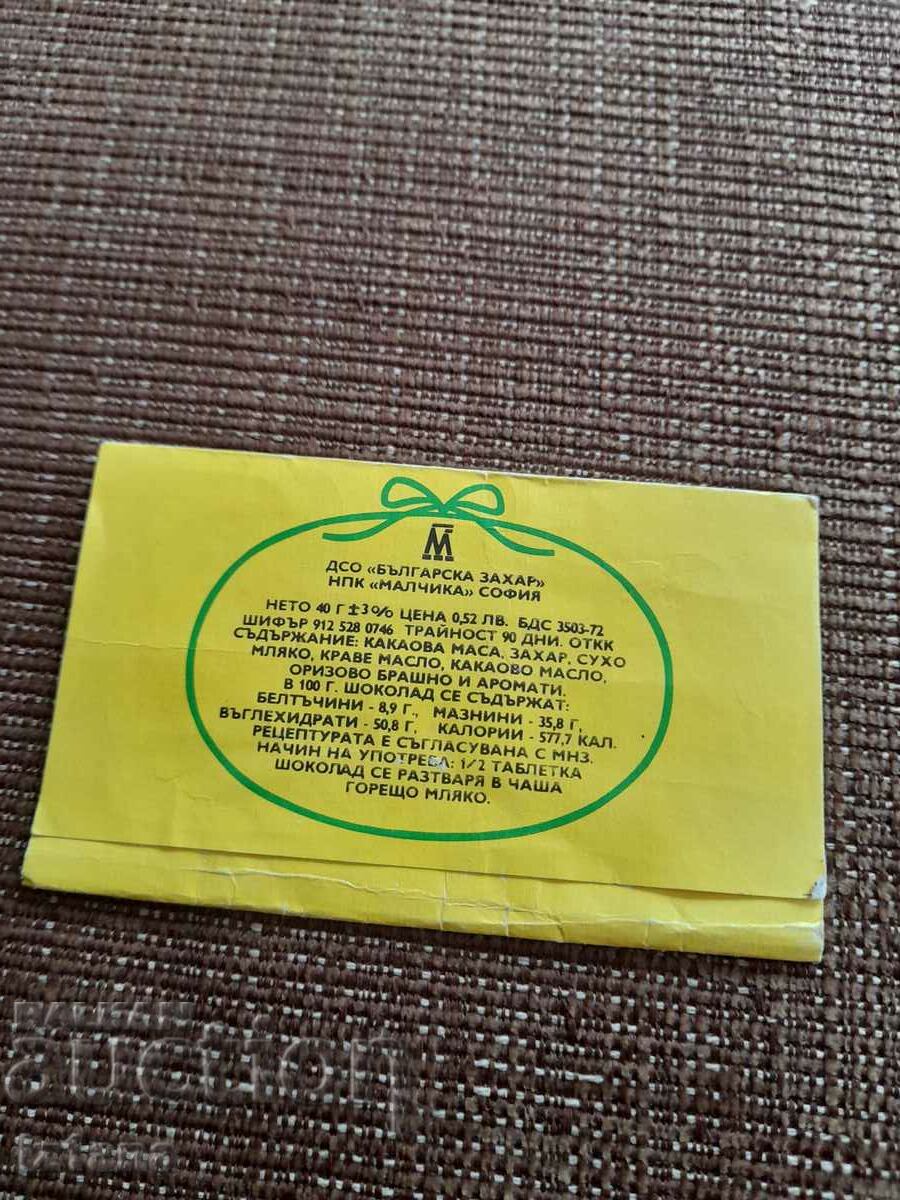 M
ДСО «БЪЛГАРСКА ЗАХАР»
НПК «МАЛЧИКА» СОФИЯ
НЕТО 40 Г ±3% ЦЕНА 0,52 ЛВ. БДС 3503-72
ШИФЪР 912 528 0746 ТРАЙНОСТ 90 ДНИ. ОТКК
СЪДЪРЖАНИЕ: КАКАОВА МАСА, ЗАХАР, СУХО
МЛЯКО, КРАВЕ МАСЛО, КАКАОВО МАСЛО,
ОРИЗОВО БРАШНО И АРОМАТИ.
В 100 Г. ШОКОЛАД СЕ СЪДЪРЖАТ:
БЕЛТЪЧИНИ - 8,9 Г., МАЗНИНИ - 35,8 Г,
ВЪГЛЕХИДРАТИ - 50,8 Г, КАЛОРИИ - 577,7 КАЛ.
РЕЦЕПТУРАТА Е СЪГЛАСУВАНА С МНЗ.
НАЧИН НА УПОТРЕБА: 1/2 ТАБЛЕТКА
ШОКОЛАД СЕ РАЗТВАРЯ В ЧАША
ГОРЕЩО МЛЯКО.
BALKAN
auction